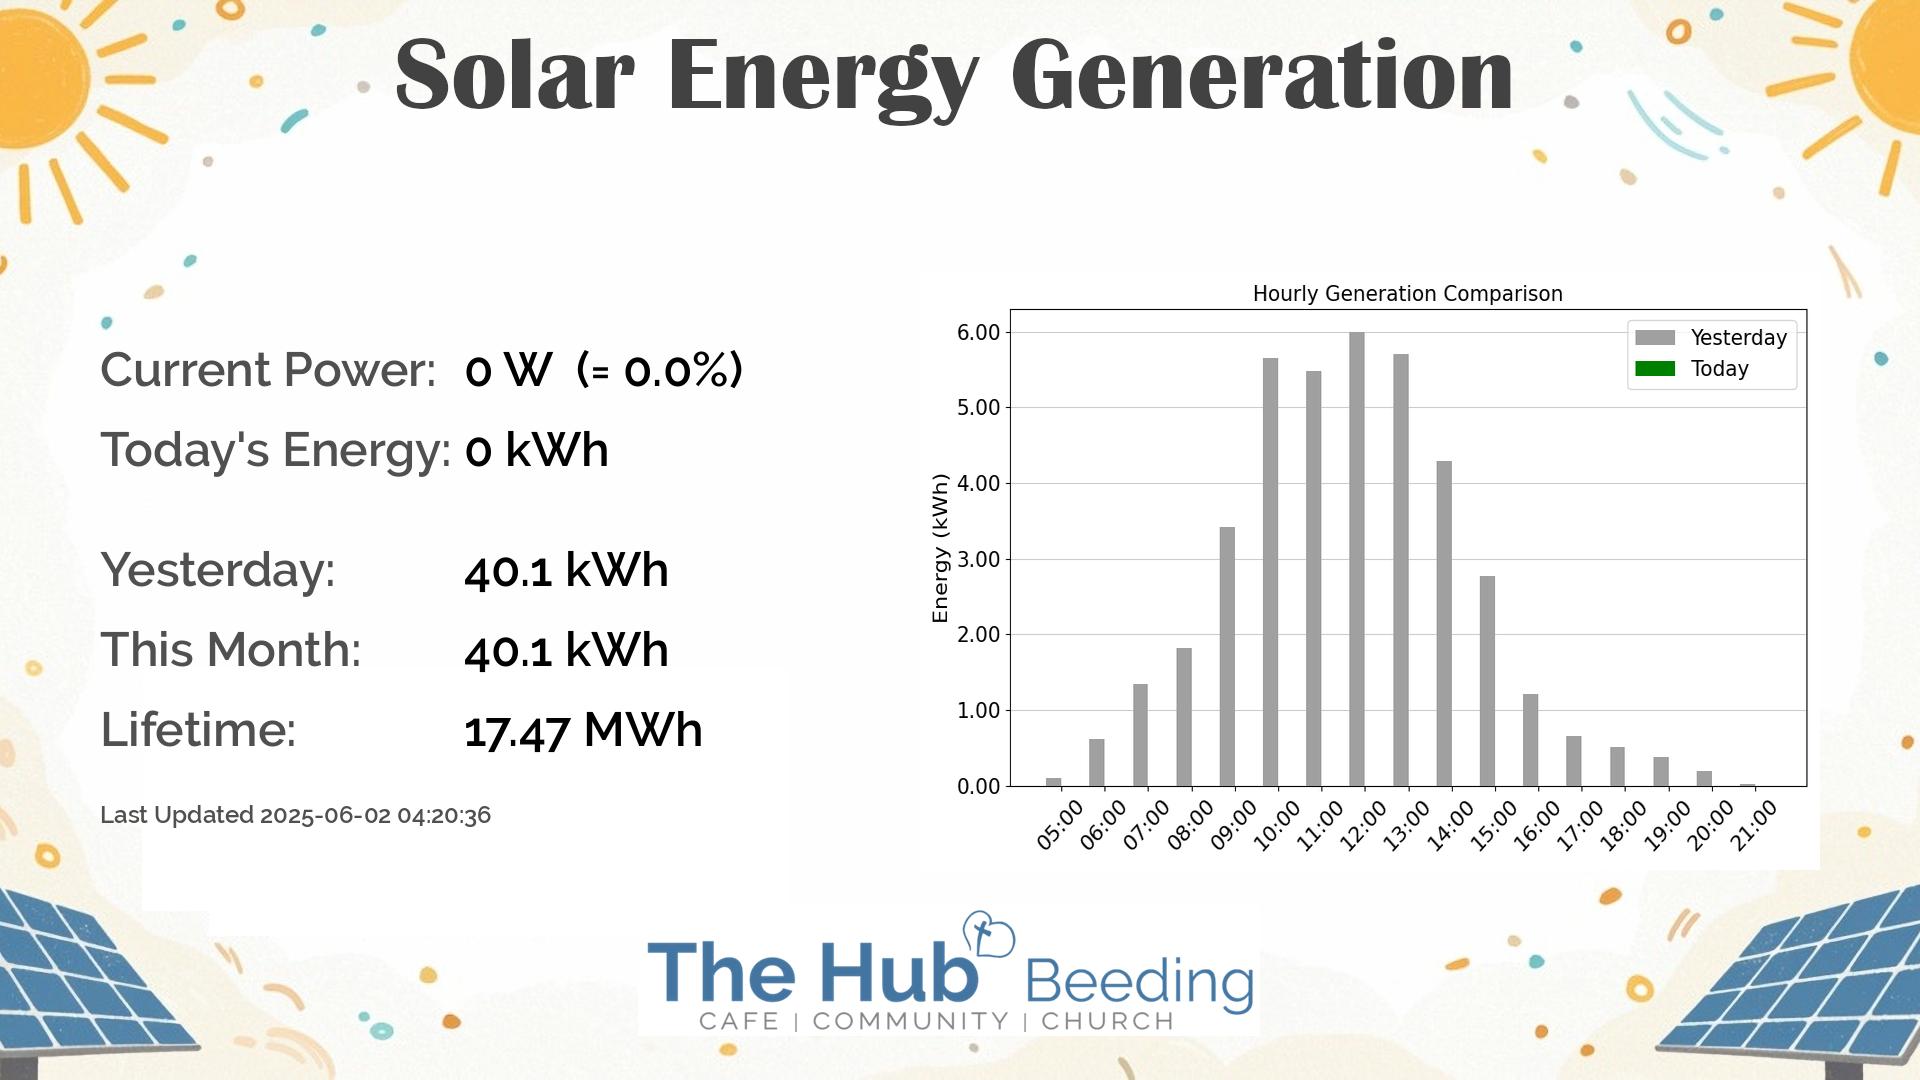 Solar Energy Generation
Current Power: 0 W (= 0.0%)
Today's Energy: 0 kWh
Yesterday: 40.1 kWh
This Month: 40.1 kWh
Lifetime: 17.47 MWh
Last Updated 2025-06-02 04:20:36
Hourly Generation Comparison
Yesterday
Today
Energy (kWh)
6.00
5.00
4.00
3.00
2.00
1.00
0.00
05:00 06:00 07:00 08:00 09:00 10:00 11:00 12:00 13:00 14:00 15:00 16:00 17:00 18:00 19:00 20:00 21:00
The Hub Beeding
CAFE | COMMUNITY | CHURCH